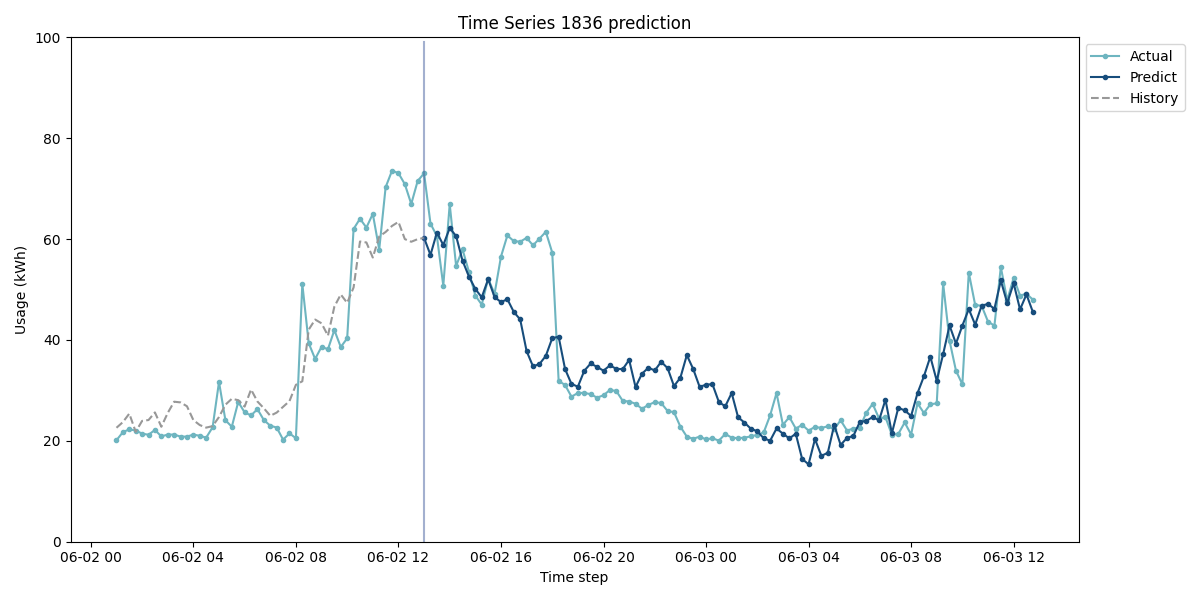 Time Series 1836 prediction
Usage (kWh)
100
80
60
40
20
0
06-02 00
06-02 04
06-02 08
06-02 12
06-02 16
06-02 20
06-03 00
06-03 04
06-03 08
06-03 12
Time step
Actual
Predict
History